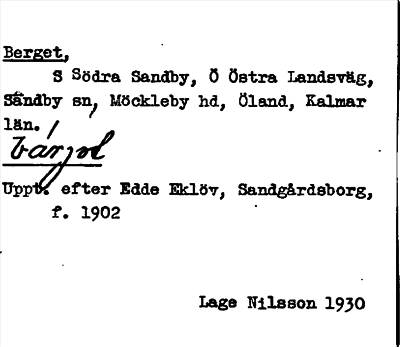 Berget,
S Södra Sandby, Ö Östra Landsväg,
Sandby sn, Möckleby hd, Öland, Kalmar
län.
Uppt. efter Edde Eklöv, Sandgårdsborg,
f. 1902
Lage Nilsson 1930